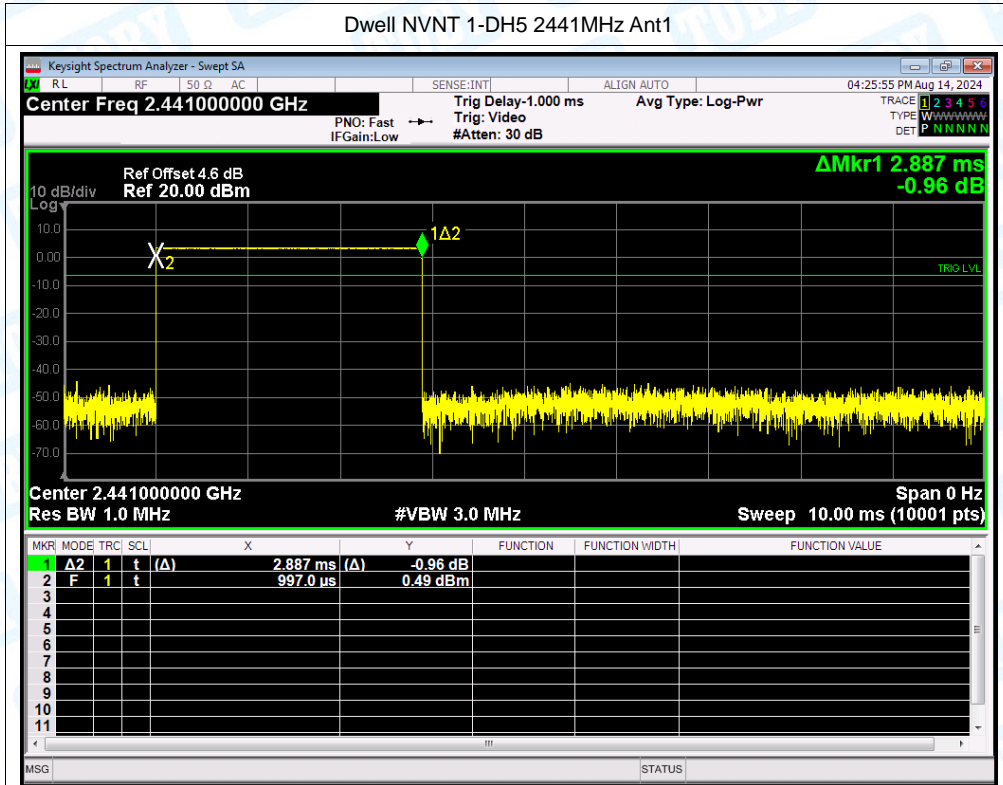 Dwell NVNT 1-DH5 2441MHz Ant1
Keysight Spectrum Analyzer - Swept SA
LXI RL RF 50 Ω AC SENSE:INT ALIGN AUTO 04:25:55 PM Aug 14, 2024
Center Freq 2.441000000 GHz Trig Delay-1.000 ms Avg Type: Log-Pwr TRACE 1 2 3 4 5 6
PNO: Fast Trig: Video TYPE WWWWWW
IFGain:Low #Atten: 30 dB DET P N N N N N
ΔMkr1 2.887 ms
-0.96 dB
Ref Offset 4.6 dB
10 dB/div Ref 20.00 dBm
Log
10.0
0.00
-10.0
-20.0
-30.0
-40.0
-50.0
-60.0
-70.0
1Δ2
X2
TRIG LVL
Center 2.441000000 GHz Span 0 Hz
Res BW 1.0 MHz #VBW 3.0 MHz Sweep 10.00 ms (10001 pts)
MKR MODE TRC SCL X Y FUNCTION FUNCTION WIDTH FUNCTION VALUE
1 Δ2 1 t (Δ) 2.887 ms (Δ) -0.96 dB
2 F 1 t 997.0 µs 0.49 dBm
3
4
5
6
7
8
9
10
11
MSG STATUS